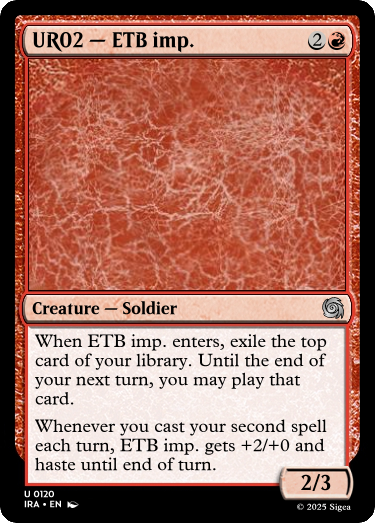 UR02 — ETB imp.
2
Creature — Soldier
When ETB imp. enters, exile the top
card of your library. Until the end of
your next turn, you may play that
card.
Whenever you cast your second spell
each turn, ETB imp. gets +2/+0 and
haste until end of turn.
2/3
U 0120
IRA • EN
© 2025 Sigea